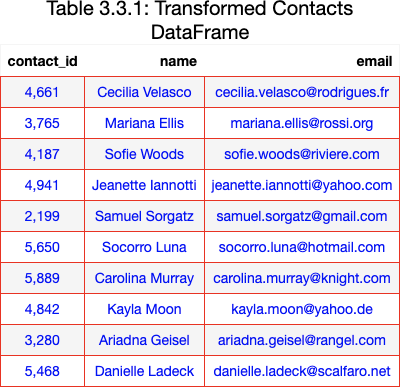 Table 3.3.1: Transformed Contacts
DataFrame
contact_id name email
4,661 Cecilia Velasco cecilia.velasco@rodrigues.fr
3,765 Mariana Ellis mariana.ellis@rossi.org
4,187 Sofie Woods sofie.woods@riviere.com
4,941 Jeanette Iannotti jeanette.iannotti@yahoo.com
2,199 Samuel Sorgatz samuel.sorgatz@gmail.com
5,650 Socorro Luna socorro.luna@hotmail.com
5,889 Carolina Murray carolina.murray@knight.com
4,842 Kayla Moon kayla.moon@yahoo.de
3,280 Ariadna Geisel ariadna.geisel@rangel.com
5,468 Danielle Ladeck danielle.ladeck@scalfaro.net